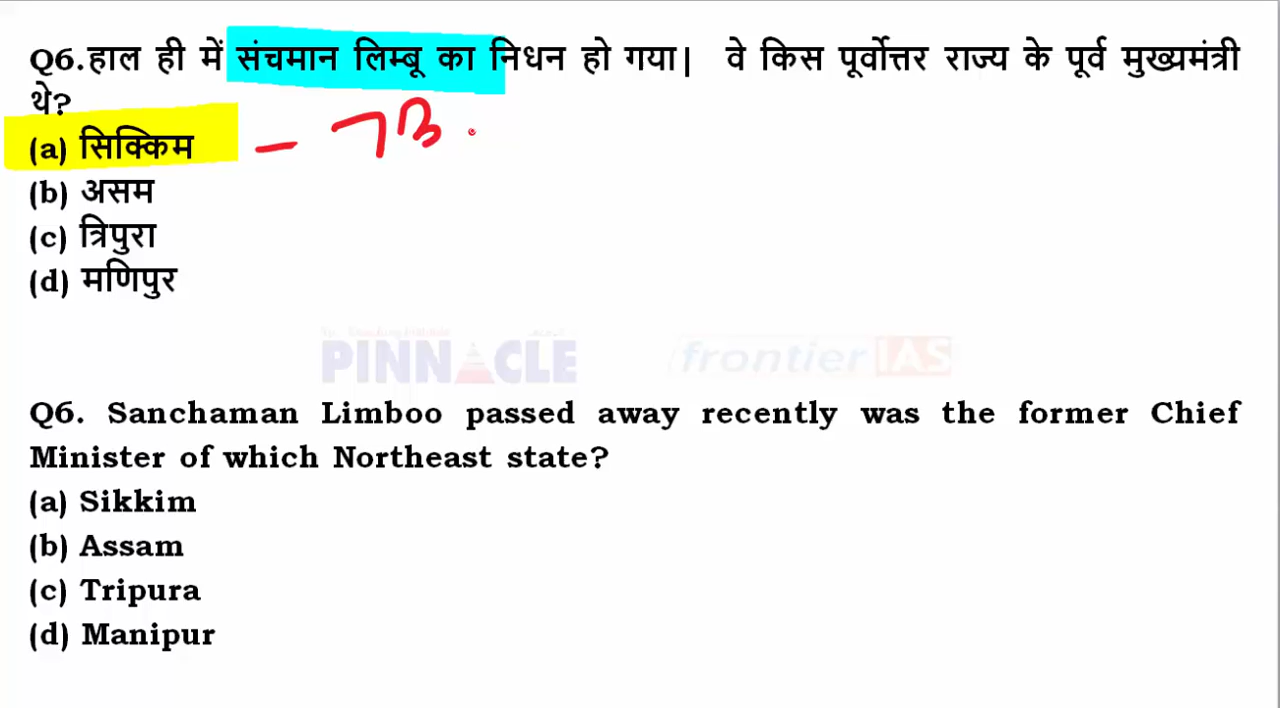 Q6.हाल ही में संचमान लिम्बू का निधन हो गया| वे किस पूर्वोत्तर राज्य के पूर्व मुख्यमंत्री
थे?
(a) सिक्किम - 73.
(b) असम
(c) त्रिपुरा
(d) मणिपुर
PINNACLE frontier IAS
Q6. Sanchaman Limboo passed away recently was the former Chief
Minister of which Northeast state?
(a) Sikkim
(b) Assam
(c) Tripura
(d) Manipur